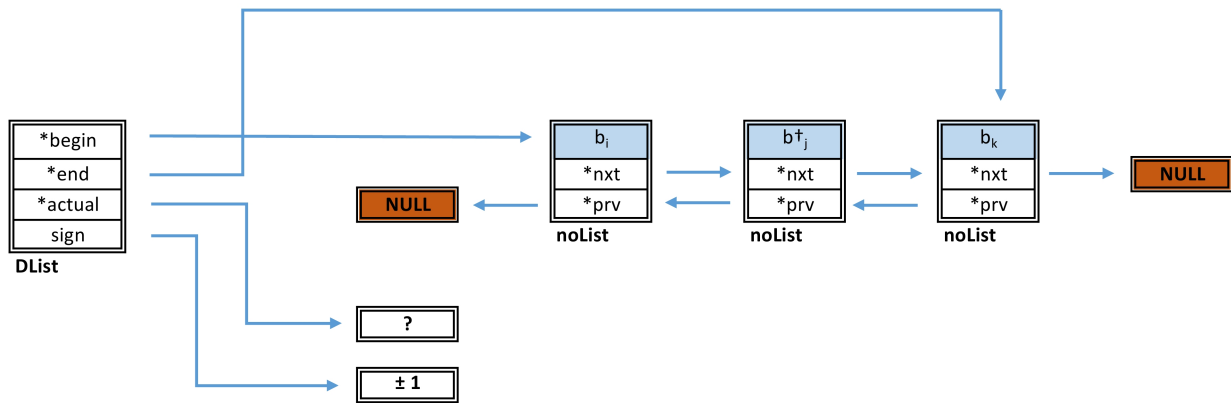 *begin
*end
*actual
sign
DList
NULL
bᵢ
*nxt
*prv
noList
b†ⱼ
*nxt
*prv
noList
bₖ
*nxt
*prv
noList
NULL
?
± 1